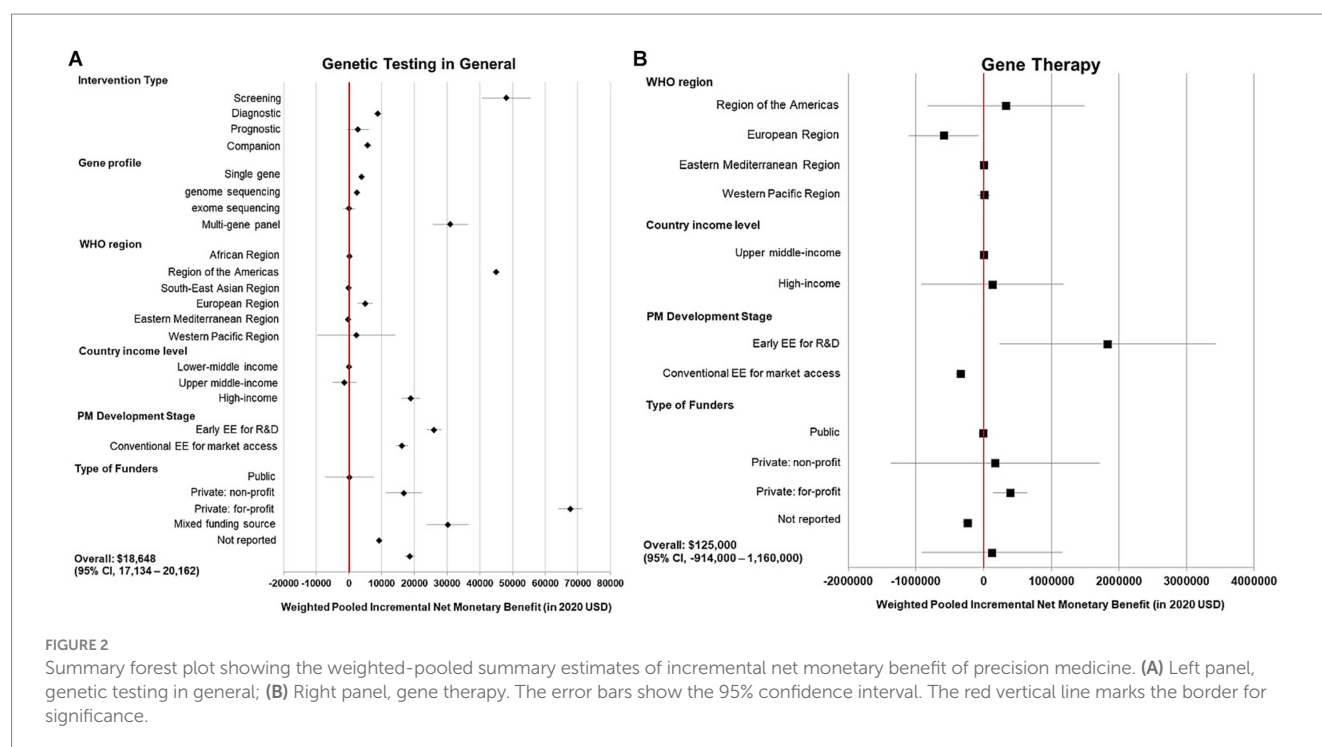 A
Genetic Testing in General
Intervention Type
Screening
Diagnostic
Prognostic
Companion
Gene profile
Single gene
genome sequencing
exome sequencing
Multi-gene panel
WHO region
African Region
Region of the Americas
South-East Asian Region
European Region
Eastern Mediterranean Region
Western Pacific Region
Country income level
Lower-middle income
Upper middle-income
High-income
PM Development Stage
Early EE for R&D
Conventional EE for market access
Type of Funders
Public
Private: non-profit
Private: for-profit
Mixed funding source
Not reported
Overall: $18,648
(95% CI, 17,134 – 20,162)
-20000 -10000 0 10000 20000 30000 40000 50000 60000 70000 80000
Weighted Pooled Incremental Net Monetary Benefit (in 2020 USD)
B
Gene Therapy
WHO region
Region of the Americas
European Region
Eastern Mediterranean Region
Western Pacific Region
Country income level
Upper middle-income
High-income
PM Development Stage
Early EE for R&D
Conventional EE for market access
Type of Funders
Public
Private: non-profit
Private: for-profit
Not reported
Overall: $125,000
(95% CI, -914,000 – 1,160,000)
-2000000 -1000000 0 1000000 2000000 3000000 4000000
Weighted Pooled Incremental Net Monetary Benefit (in 2020 USD)
FIGURE 2
Summary forest plot showing the weighted-pooled summary estimates of incremental net monetary benefit of precision medicine. (A) Left panel,
genetic testing in general; (B) Right panel, gene therapy. The error bars show the 95% confidence interval. The red vertical line marks the border for
significance.